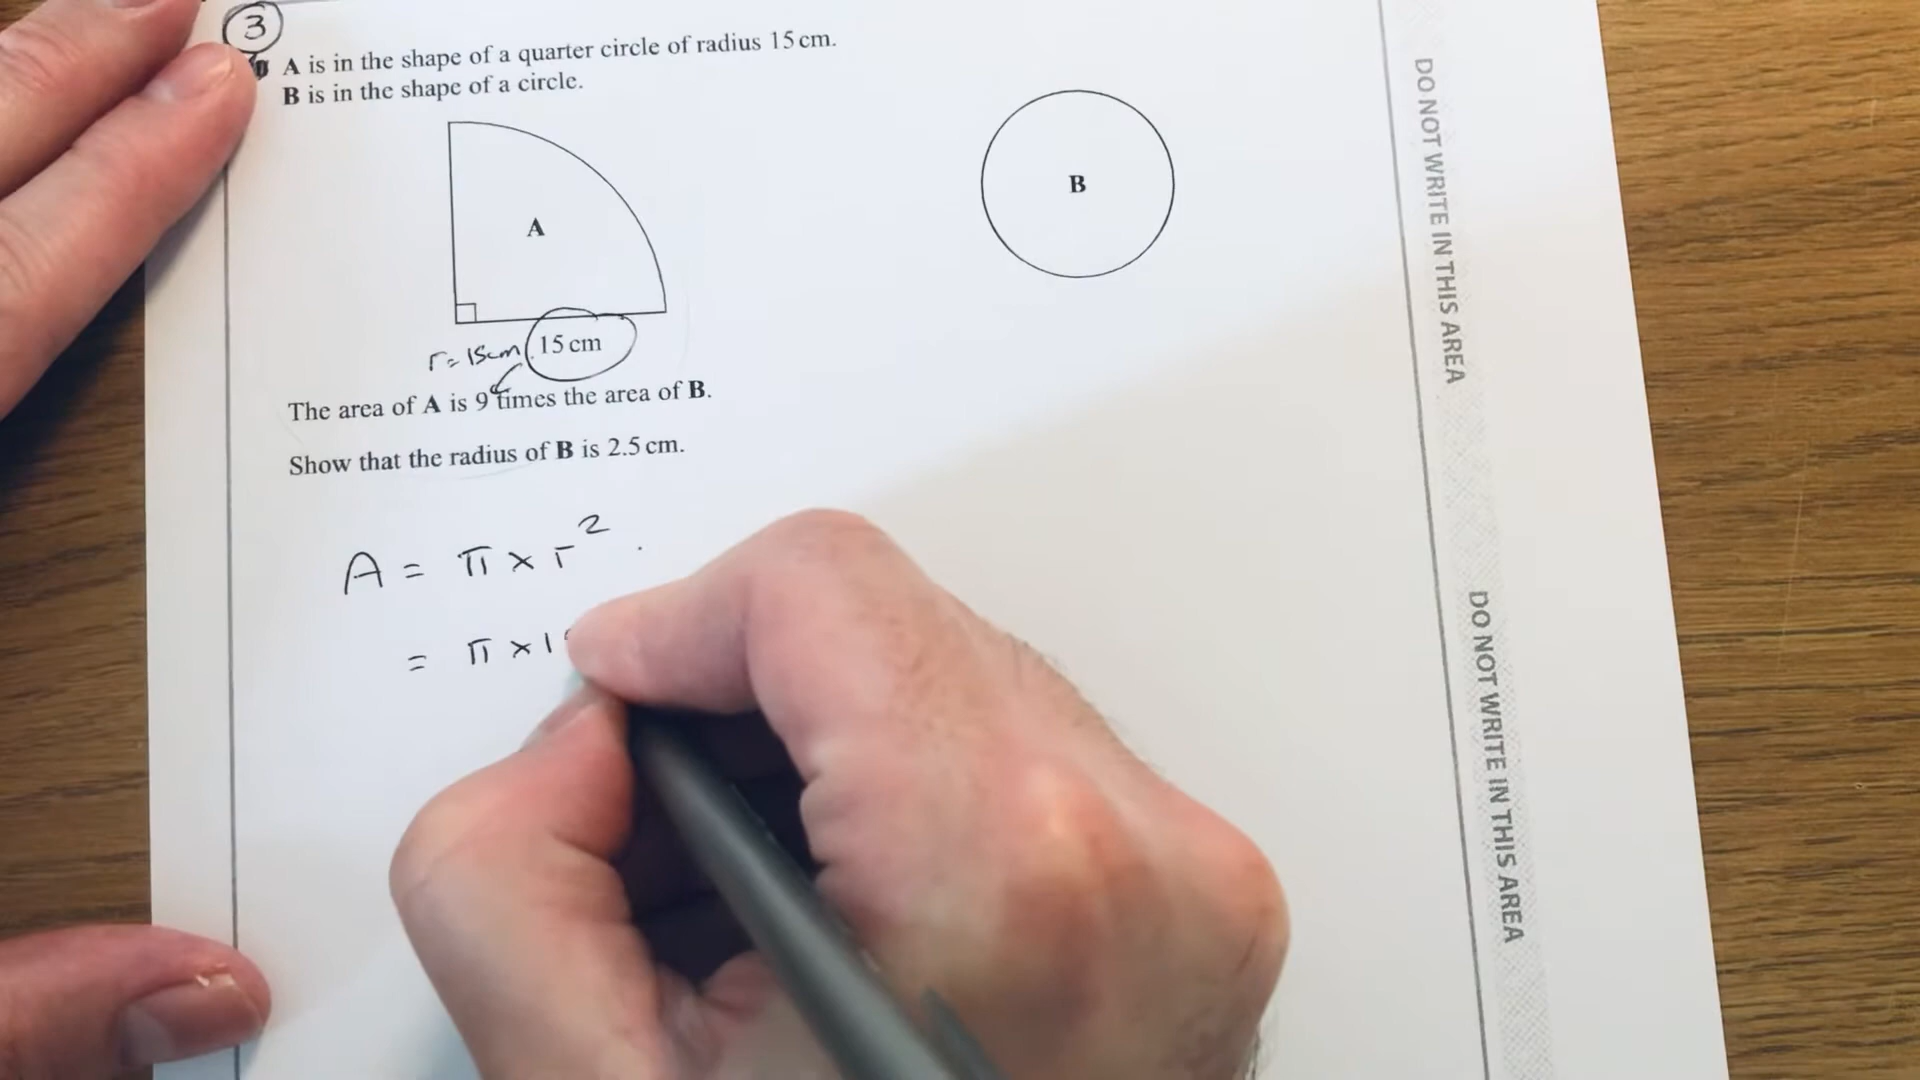 3
A is in the shape of a quarter circle of radius 15 cm.
B is in the shape of a circle.
A
B
r = 15cm
15 cm
The area of A is 9 times the area of B.
Show that the radius of B is 2.5 cm.
A = π × r²
= π × 1
DO NOT WRITE IN THIS AREA
DO NOT WRITE IN THIS AREA